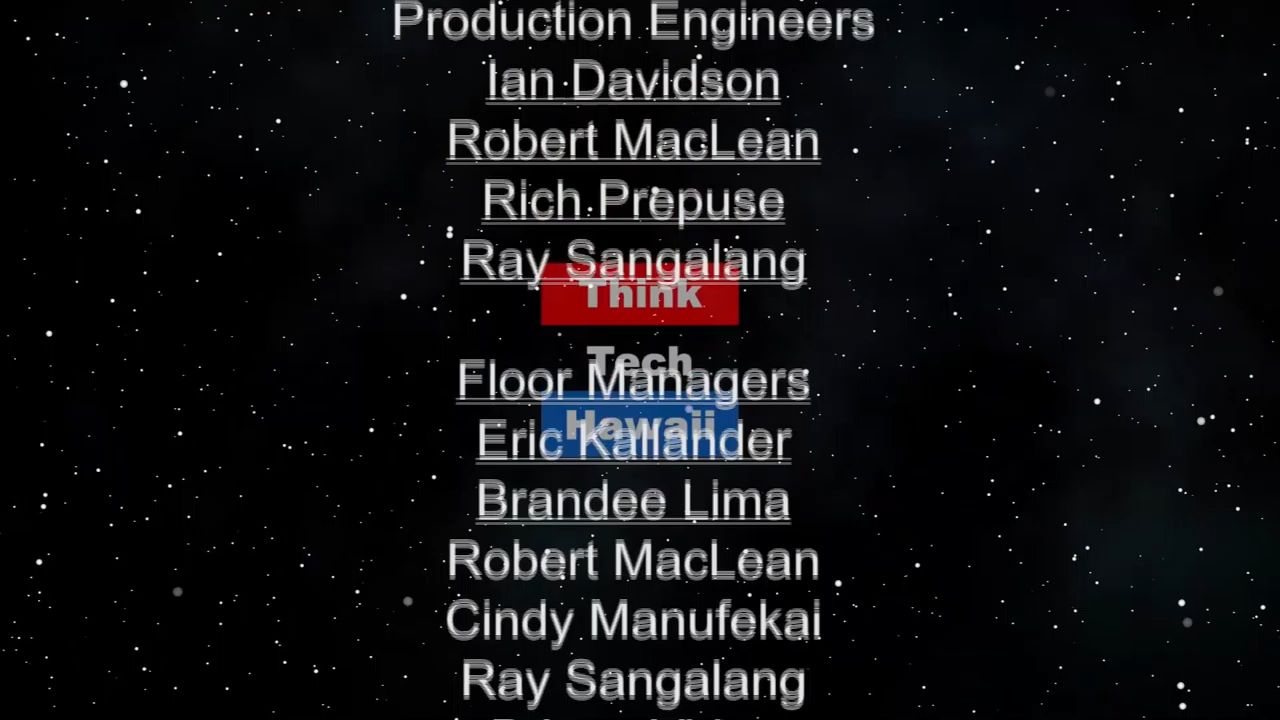 Production Engineers
Ian Davidson
Robert MacLean
Rich Prepuse
Ray Sangalang
Think
Tech
Floor Managers
Hawaii
Eric Kallander
Brandee Lima
Robert MacLean
Cindy Manufekai
Ray Sangalang